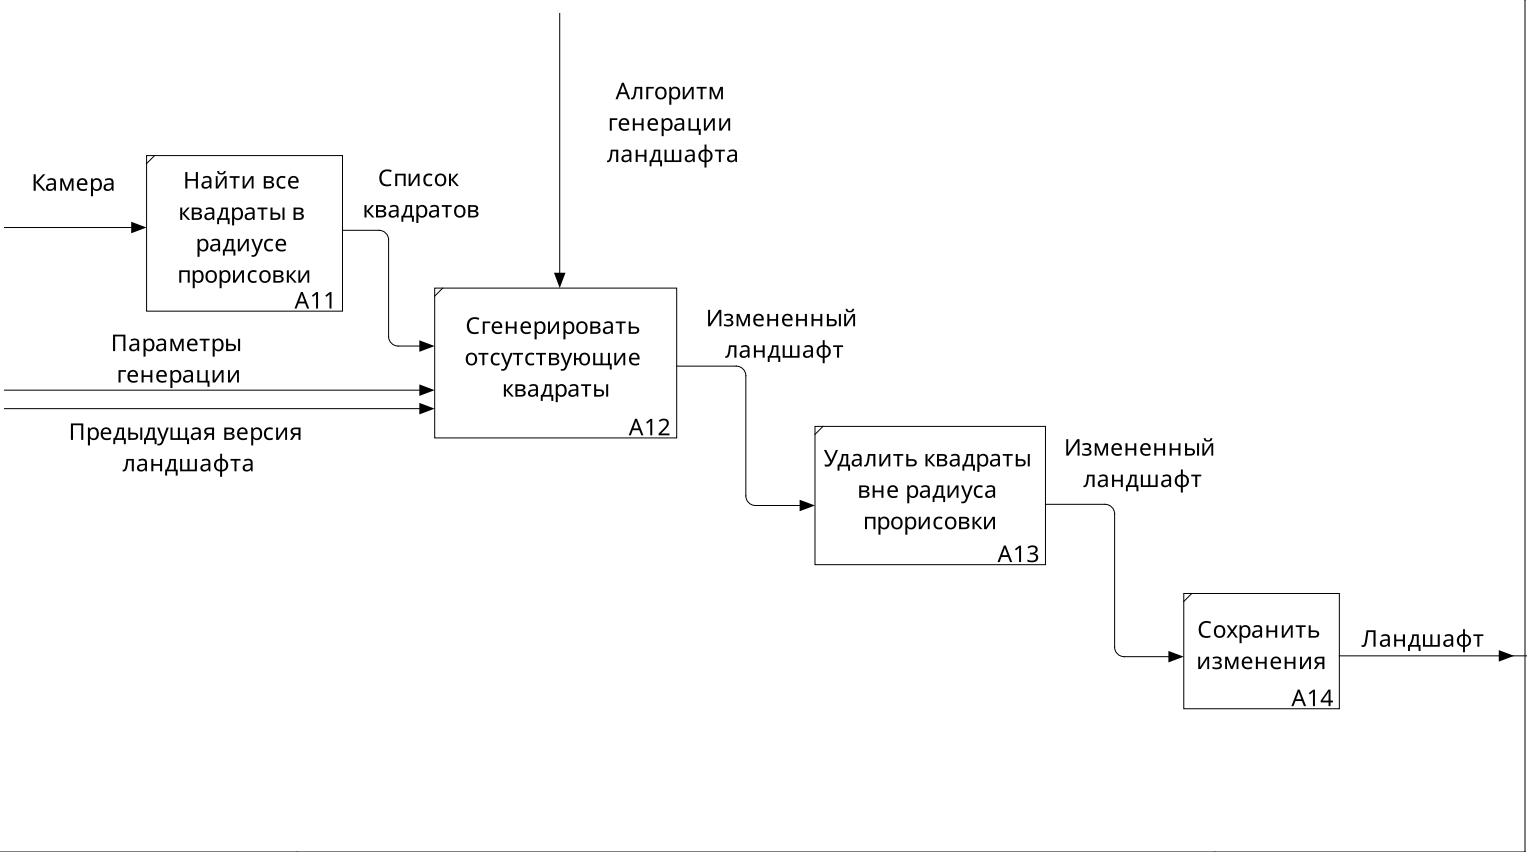 Алгоритм
генерации
ландшафта
Камера
Найти все
квадраты в
радиусе
прорисовки
A11
Список
квадратов
Параметры
генерации
Предыдущая версия
ландшафта
Сгенерировать
отсутствующие
квадраты
A12
Измененный
ландшафт
Удалить квадраты
вне радиуса
прорисовки
A13
Измененный
ландшафт
Сохранить
изменения
A14
Ландшафт